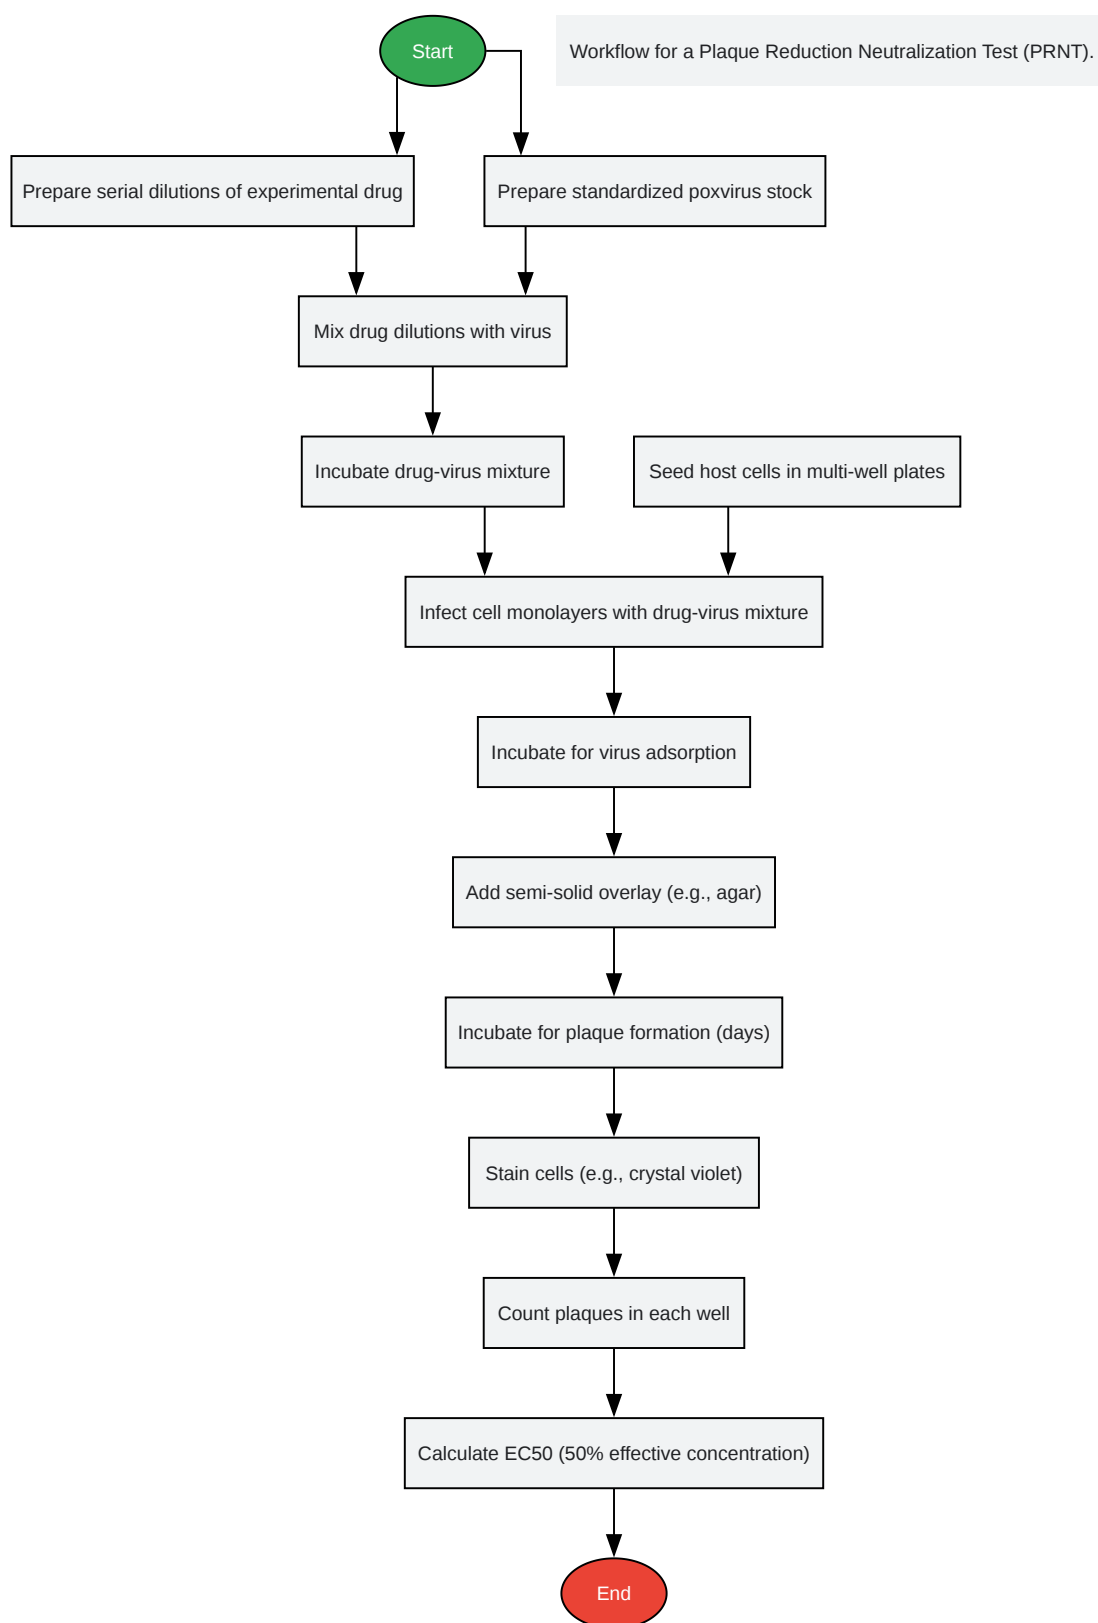 Start
Workflow for a Plaque Reduction Neutralization Test (PRNT).
Prepare serial dilutions of experimental drug
Prepare standardized poxvirus stock
Mix drug dilutions with virus
Incubate drug-virus mixture
Seed host cells in multi-well plates
Infect cell monolayers with drug-virus mixture
Incubate for virus adsorption
Add semi-solid overlay (e.g., agar)
Incubate for plaque formation (days)
Stain cells (e.g., crystal violet)
Count plaques in each well
Calculate EC50 (50% effective concentration)
End